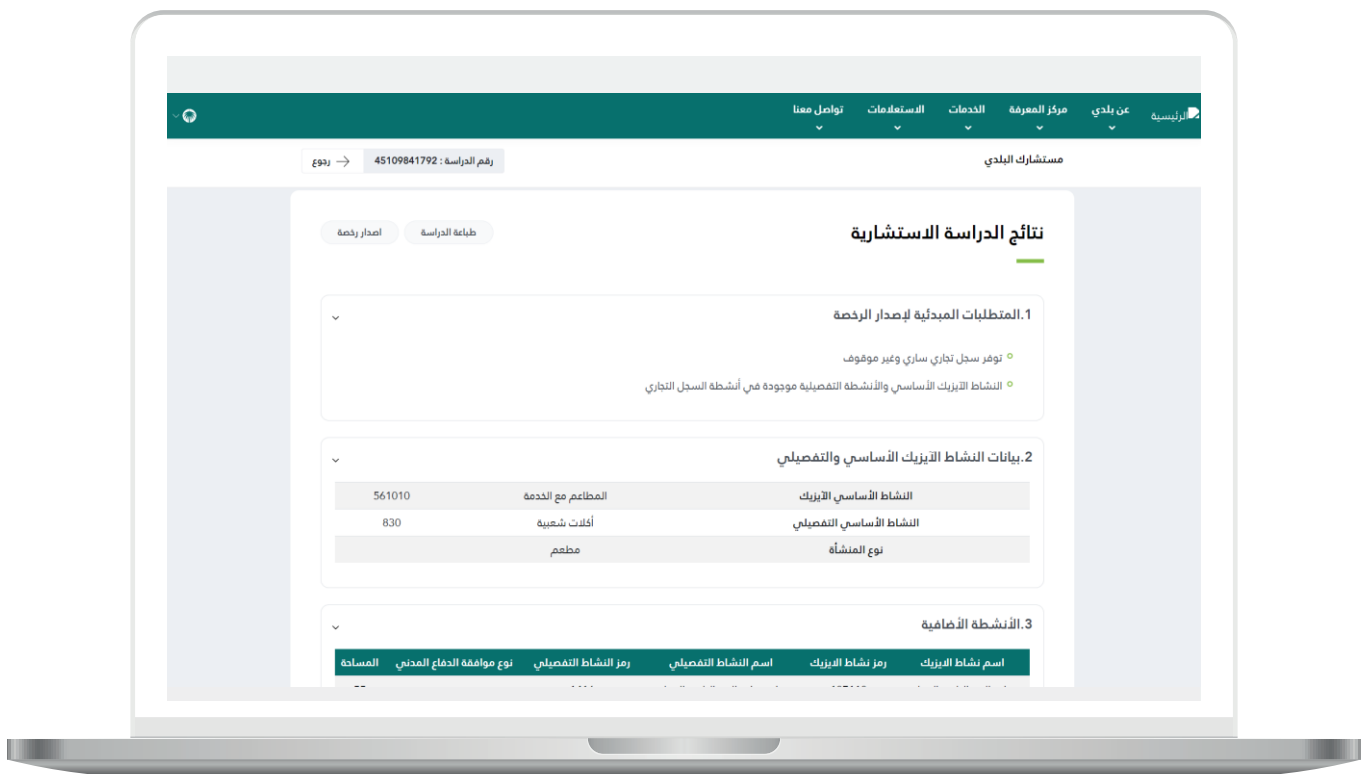 الرئيسية عن بلدي مركز المعرفة الخدمات الاستعلامات تواصل معنا
مستشارك البلدي رقم الدراسة : 45109841792 رجوع
نتائج الدراسة الاستشارية طباعة الدراسة اصدار رخصة
1.المتطلبات المبدئية لإصدار الرخصة
توفر سجل تجاري ساري وغير موقوف
النشاط الآيزيك الأساسي والأنشطة التفصيلية موجودة في أنشطة السجل التجاري
2.بيانات النشاط الآيزيك الأساسي والتفصيلي
النشاط الأساسي الآيزيك المطاعم مع الخدمة 561010
النشاط الأساسي التفصيلي أكلات شعبية 830
نوع المنشأة مطعم
3.الأنشطة الأضافية
اسم نشاط الايزيك رمز نشاط الايزيك اسم النشاط التفصيلي رمز النشاط التفصيلي نوع موافقة الدفاع المدني المساحة